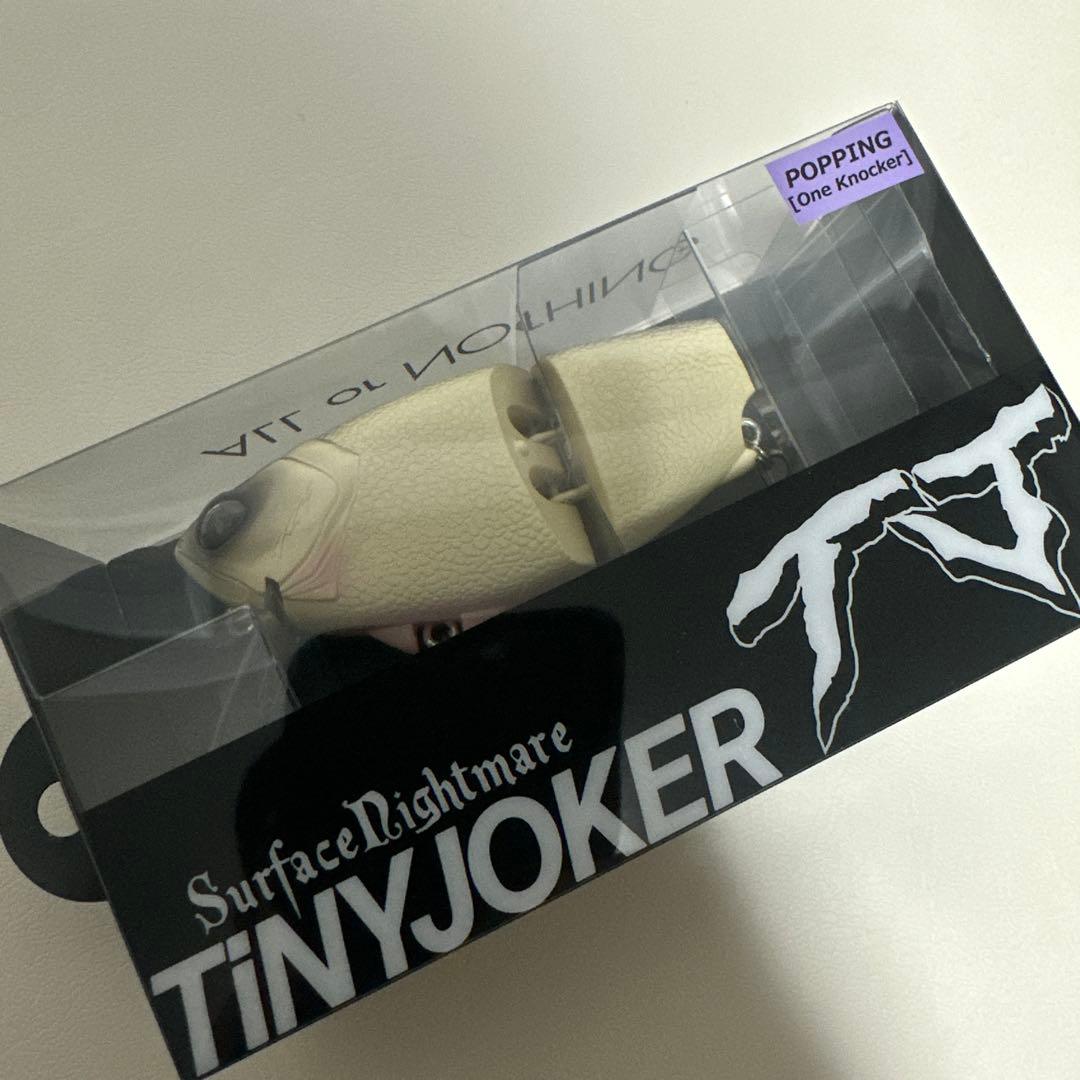 POPPING
[One Knocker]
ALL or NOtHING
TJ
SurfaceNightmare
TiNYJOKER